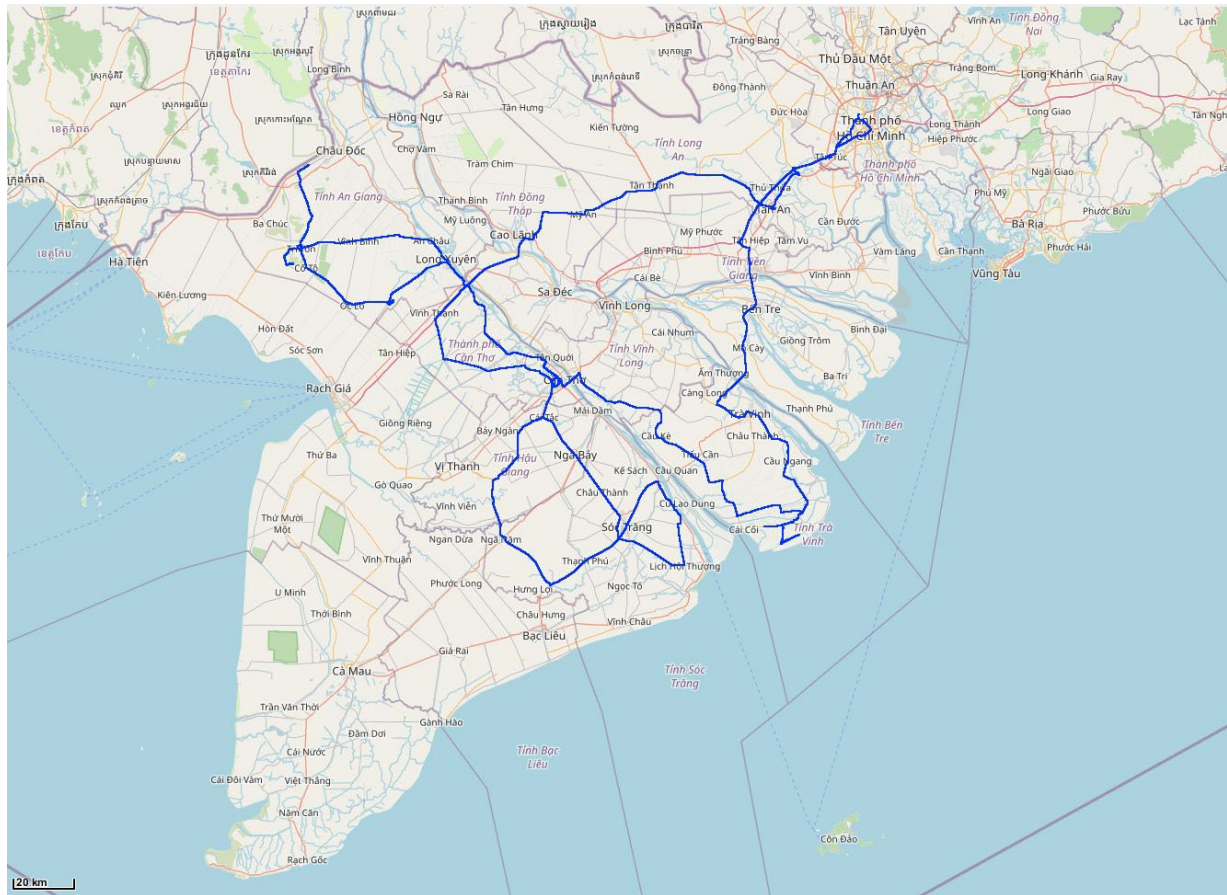 Tân Uyên
Tỉnh Đồng
Nai
Vĩnh An
Lạc Tánh
Trảng Bàng
Thủ Dầu Một
Trảng Bom
Long Khánh
Gia Ray
Thuận An
Long Bình
Sa Rài
Tân Hưng
Đông Thành
Đức Hòa
Long Giao
Long Thành
Hiệp Phước
Hồng Ngự
Kiến Tường
Thành phố
Hồ Chí Minh
Châu Đốc
Chợ Vàm
Tràm Chim
Tỉnh Long
An
Thành phố
Hồ Chí Minh
Ngãi Giao
Phú Mỹ
Phước Bửu
Tỉnh An Giang
Thanh Bình
Tỉnh Đồng
Tháp
Tân Thạnh
Thủ Thừa
Tân An
Cần Đước
Bà Rịa
Ba Chúc
Mỹ Luông
Mỹ An
Cao Lãnh
Mỹ Phước
Tân Hiệp
Tầm Vu
Vàm Láng
Cần Thạnh
Phước Hải
Vĩnh Bình
An Châu
Long Xuyên
Bình Phú
Tỉnh Tiền
Giang
Vũng Tàu
Hà Tiên
Cô Tô
Kiên Lương
Óc Eo
Sa Đéc
Cái Bè
Vĩnh Bình
Vĩnh Long
Bến Tre
Bình Đại
Hòn Đất
Vĩnh Thạnh
Cái Nhum
Giồng Trôm
Sóc Sơn
Thành phố
Cần Thơ
Tân Hiệp
Tân Quới
Tỉnh Vĩnh
Long
Mỏ Cày
Ba Tri
Rạch Giá
Cần Thơ
Ấm Thượng
Càng Long
Trà Vinh
Thạnh Phú
Tỉnh Bến
Tre
Mái Dầm
Cái Tắc
Giồng Riềng
Bảy Ngàn
Cầu Kè
Châu Thành
Thứ Ba
Tỉnh Hậu
Giang
Ngã Bảy
Vị Thanh
Tiểu Cần
Cầu Ngang
Kế Sách
Cầu Quan
Gò Quao
Châu Thành
Cù Lao Dung
Vĩnh Viễn
Thứ Mười
Một
Sóc Trăng
Cái Cối
Tỉnh Trà
Vinh
Ngan Dừa
Ngã Năm
Vĩnh Thuận
Thạnh Phú
Lịch Hội Thượng
Phước Long
Hưng Lợi
Ngọc Tố
U Minh
Thới Bình
Châu Hưng
Vĩnh Châu
Bạc Liêu
Giá Rai
Cà Mau
Tỉnh Sóc
Trăng
Trần Văn Thời
Gành Hào
Đầm Dơi
Cái Nước
Tỉnh Bạc
Liêu
Cái Đôi Vàm
Việt Thắng
Năm Căn
Côn Đảo
Rạch Gốc
20 km